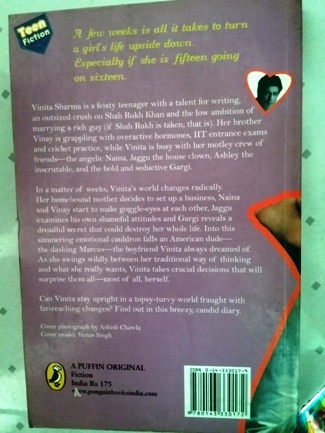 Teen
Fiction
A few weeks is all it takes to turn
a girl's life upside down.
Especially if she is fifteen going
on sixteen.
Vinita Sharma is a feisty teenager with a talent for writing,
an outsized crush on Shah Rukh Khan and the low ambition of
marrying a rich guy (if Shah Rukh is taken, that is). Her brother
Vinay is grappling with overactive hormones, IIT entrance exams
and cricket practice, while Vinita is busy with her motley crew of
friends—the angelic Naina, Jaggu the house clown, Ashley the
inscrutable, and the bold and seductive Gargi.
In a matter of weeks, Vinita's world changes radically.
Her homebound mother decides to set up a business, Naina
and Vinay start to make goggle-eyes at each other, Jaggu
examines his own shameful attitudes and Gargi reveals a
dreadful secret that could destroy her whole life. Into this
simmering emotional cauldron falls an American dude—
the dashing Marcus—the boyfriend Vinita always dreamed of.
As she swings wildly between her traditional way of thinking
and what she really wants, Vinita takes crucial decisions that will
surprise them all—most of all, herself.
Can Vinita stay upright in a topsy-turvy world fraught with
far-reaching changes? Find out in this breezy, candid diary.
Cover photograph by Ashish Chawla
Cover model: Venus Singh
A PUFFIN ORIGINAL
Fiction
India Rs 175
www.penguinbooksindia.com
ISBN 0-14-333017-9
9780143330172